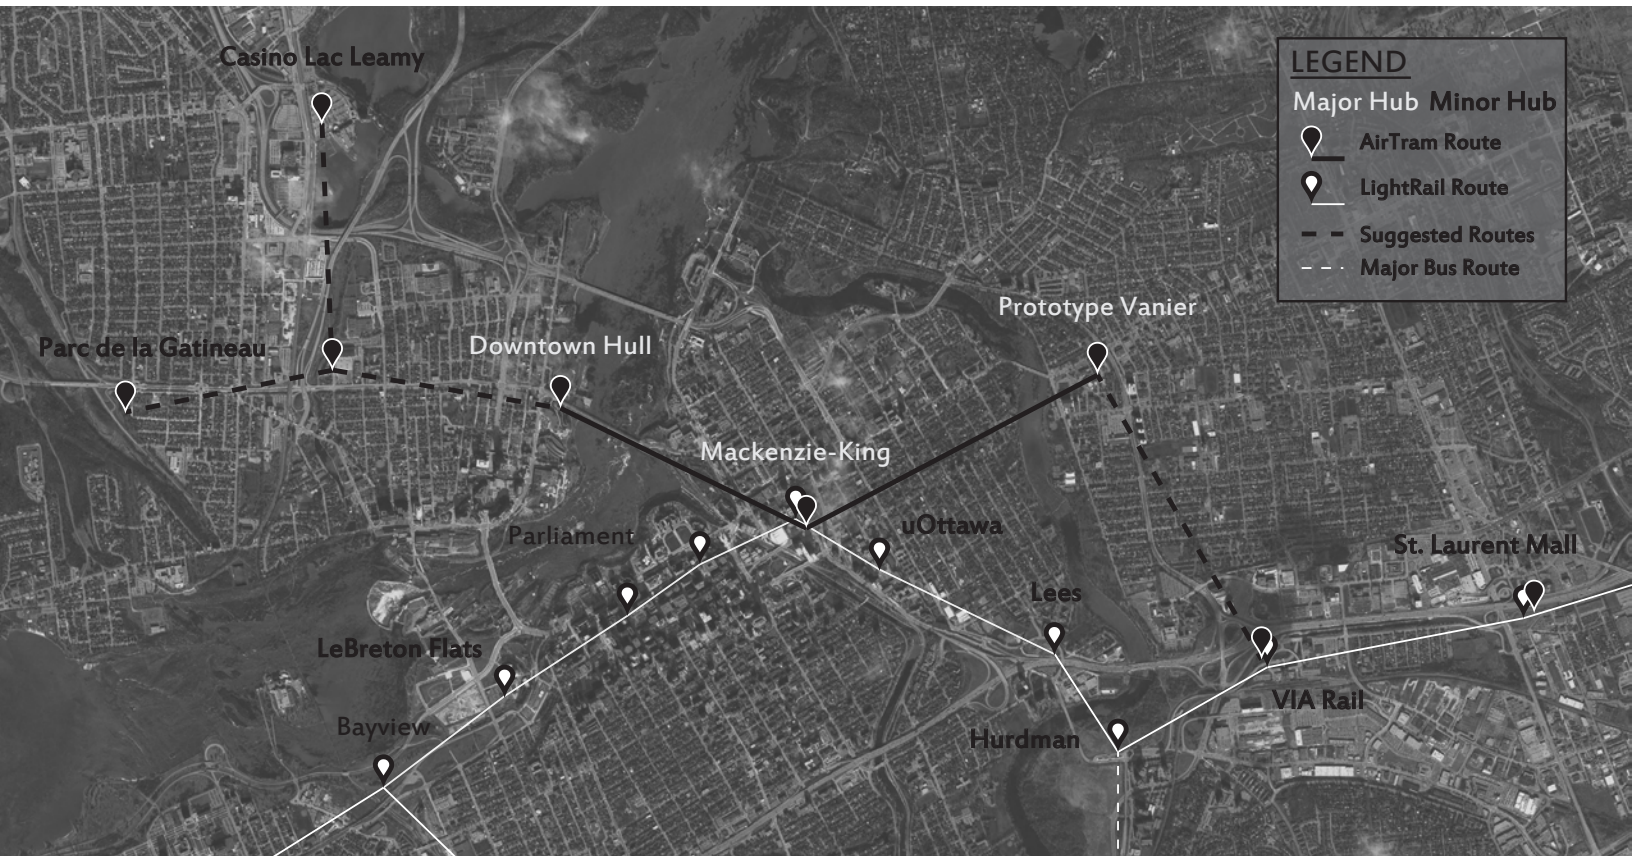 Casino Lac Leamy
LEGEND
Major Hub Minor Hub
AirTram Route
LightRail Route
Suggested Routes
Major Bus Route
Prototype Vanier
Parc de la Gatineau
Downtown Hull
Mackenzie-King
Parliament
uOttawa
St. Laurent Mall
Lees
LeBreton Flats
VIA Rail
Bayview
Hurdman